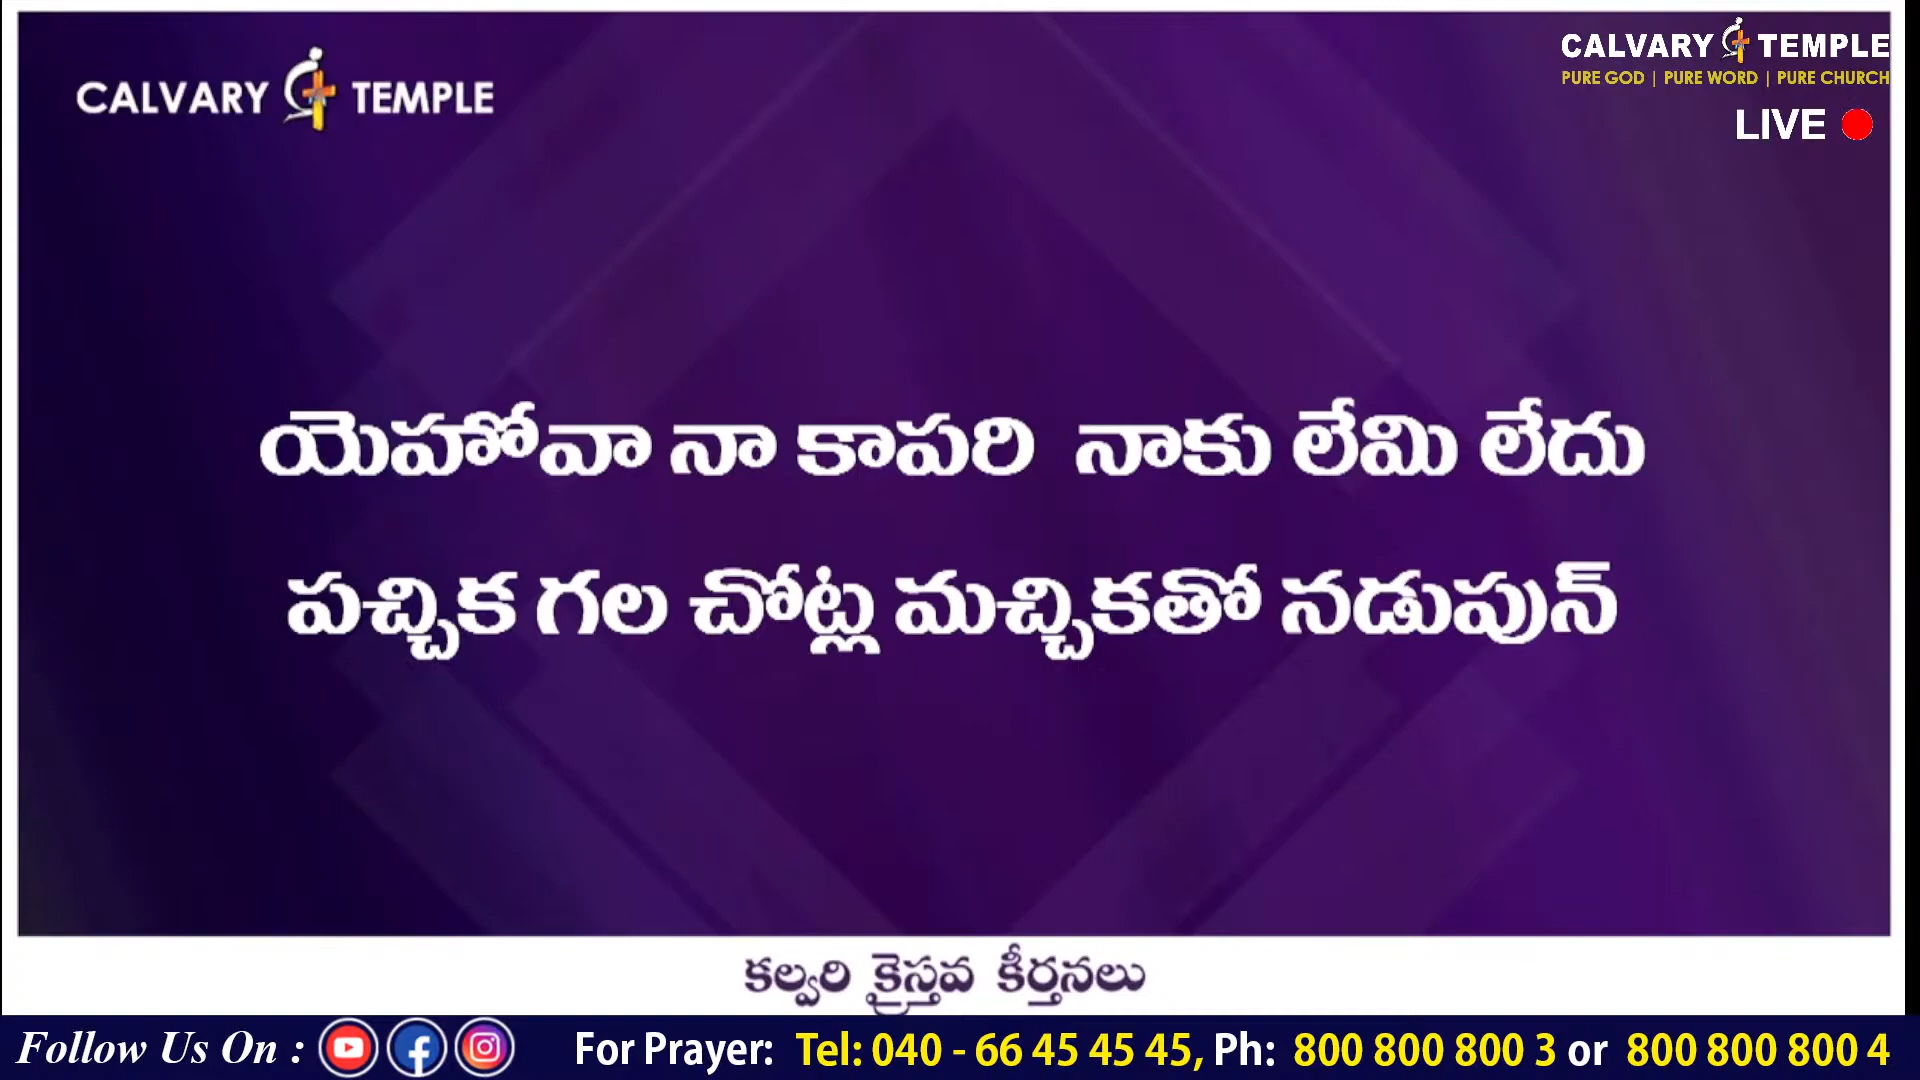 CALVARY TEMPLE
CALVARY TEMPLE
PURE GOD | PURE WORD | PURE CHURCH
LIVE
యెహోవా నా కాపరి నాకు లేమి లేదు
పచ్చిక గల చోట్ల మచ్చికతో నడుపున్
కల్వరి క్రైస్తవ కీర్తనలు
Follow Us On : For Prayer: Tel: 040 - 66 45 45 45, Ph: 800 800 800 3 or 800 800 800 4